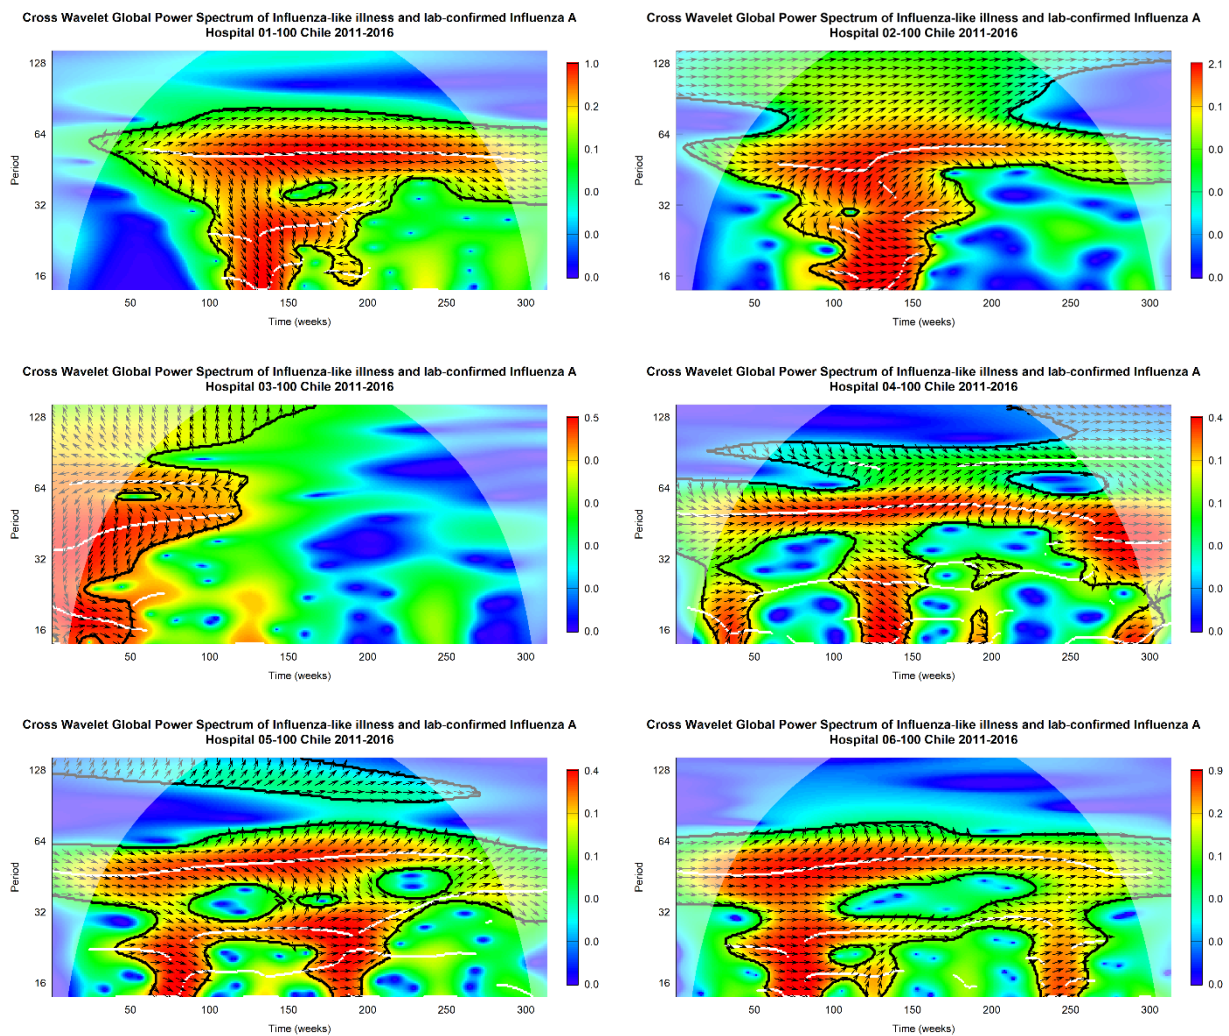 Cross Wavelet Global Power Spectrum of Influenza-like illness and lab-confirmed Influenza A
Hospital 01-100 Chile 2011-2016
128
64
32
16
Period
50 100 150 200 250 300
Time (weeks)
1.0
0.2
0.1
0.0
0.0
0.0
Cross Wavelet Global Power Spectrum of Influenza-like illness and lab-confirmed Influenza A
Hospital 02-100 Chile 2011-2016
128
64
32
16
Period
50 100 150 200 250 300
Time (weeks)
2.1
0.1
0.0
0.0
0.0
0.0
Cross Wavelet Global Power Spectrum of Influenza-like illness and lab-confirmed Influenza A
Hospital 03-100 Chile 2011-2016
128
64
32
16
Period
50 100 150 200 250 300
Time (weeks)
0.5
0.0
0.0
0.0
0.0
0.0
Cross Wavelet Global Power Spectrum of Influenza-like illness and lab-confirmed Influenza A
Hospital 04-100 Chile 2011-2016
128
64
32
16
Period
50 100 150 200 250 300
Time (weeks)
0.4
0.1
0.1
0.0
0.0
0.0
Cross Wavelet Global Power Spectrum of Influenza-like illness and lab-confirmed Influenza A
Hospital 05-100 Chile 2011-2016
128
64
32
16
Period
50 100 150 200 250 300
Time (weeks)
0.4
0.1
0.1
0.0
0.0
0.0
Cross Wavelet Global Power Spectrum of Influenza-like illness and lab-confirmed Influenza A
Hospital 06-100 Chile 2011-2016
128
64
32
16
Period
50 100 150 200 250 300
Time (weeks)
0.9
0.2
0.1
0.0
0.0
0.0